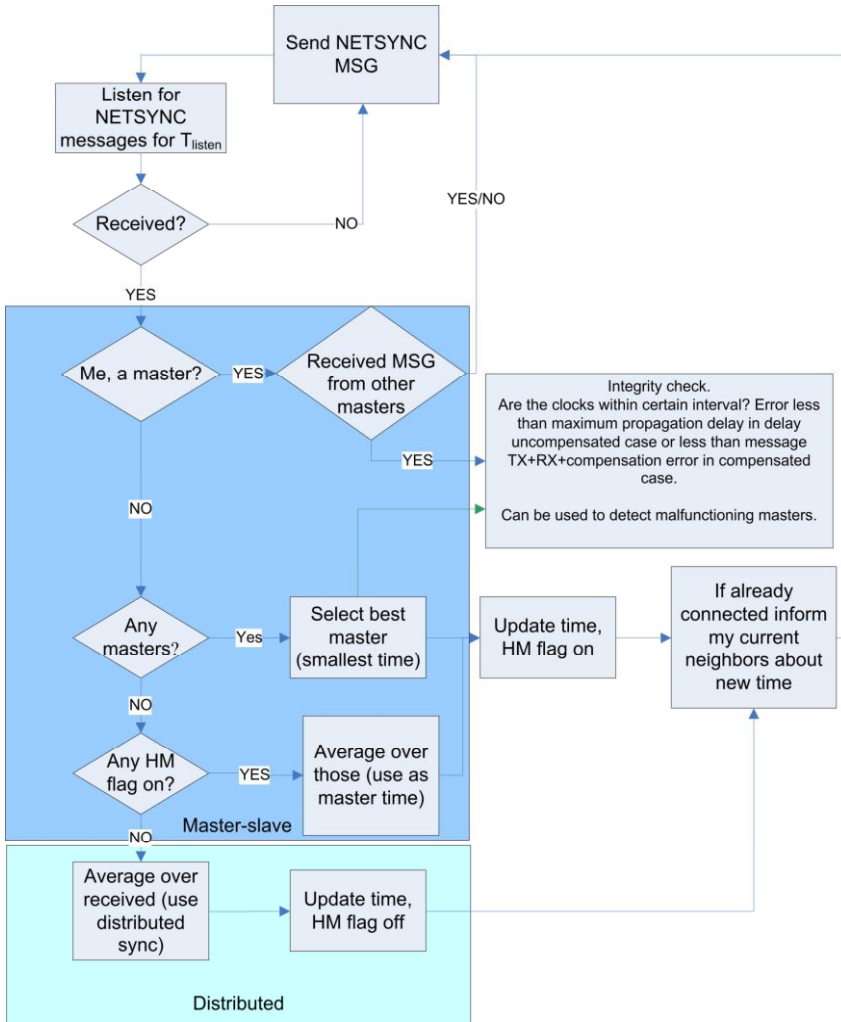 Send NETSYNC
MSG
Listen for
NETSYNC
messages for Tlisten
Received?
NO
YES/NO
YES
Me, a master?
YES
Received MSG
from other
masters
YES
Integrity check.
Are the clocks within certain interval? Error less
than maximum propagation delay in delay
uncompensated case or less than message
TX+RX+compensation error in compensated
case.
Can be used to detect malfunctioning masters.
NO
Any
masters?
Yes
Select best
master
(smallest time)
Update time,
HM flag on
If already
connected inform
my current
neighbors about
new time
NO
Any HM
flag on?
YES
Average over
those (use as
master time)
Master-slave
NO
Average over
received (use
distributed
sync)
Update time,
HM flag off
Distributed